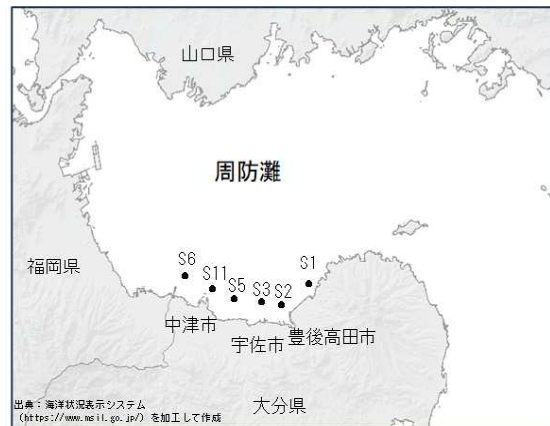 山口県
周防灘
福岡県
S6
S11
S5
S3
S2
S1
中津市
宇佐市
豊後高田市
大分県
出典：海洋状況表示システム
（https://www.msil.go.jp/）を加工して作成